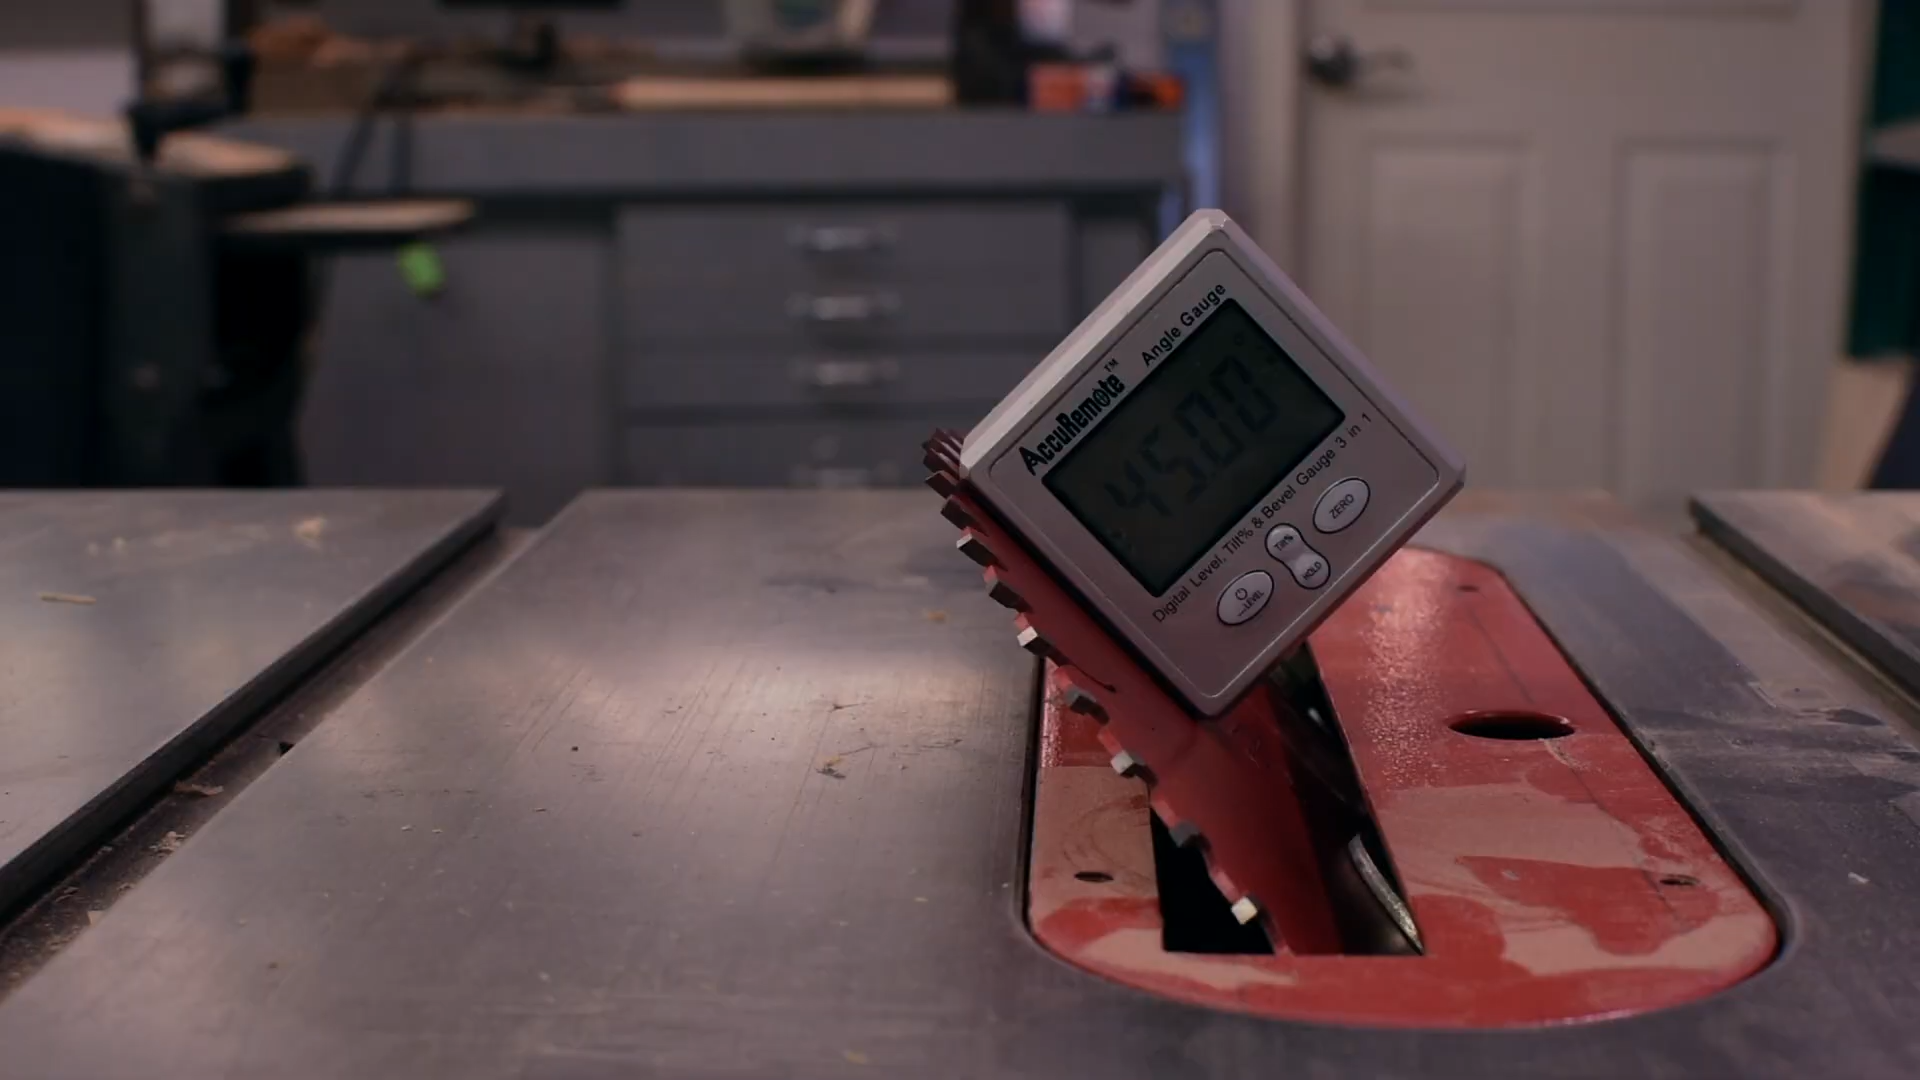 AccuRemote™ Angle Gauge
45.00°
Digital Level, Tilt% & Bevel Gauge 3 in 1
ZERO
Tilt%
HOLD
LEVEL